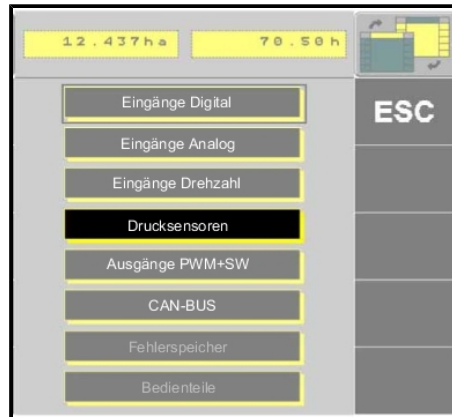 12.437ha 70.50h
ESC
Eingänge Digital
Eingänge Analog
Eingänge Drehzahl
Drucksensoren
Ausgänge PWM+SW
CAN-BUS
Fehlerspeicher
Bedienteile